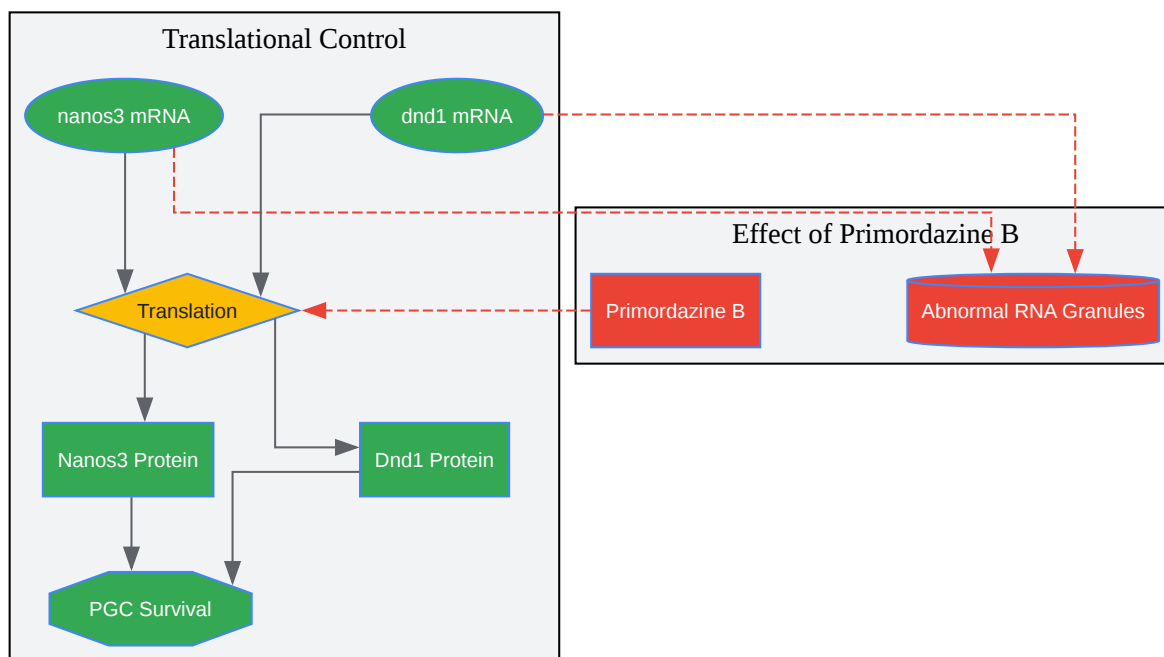 Translational Control
nanos3 mRNA
dnd1 mRNA
Effect of Primordazine B
Translation
Primordazine B
Abnormal RNA Granules
Nanos3 Protein
Dnd1 Protein
PGC Survival